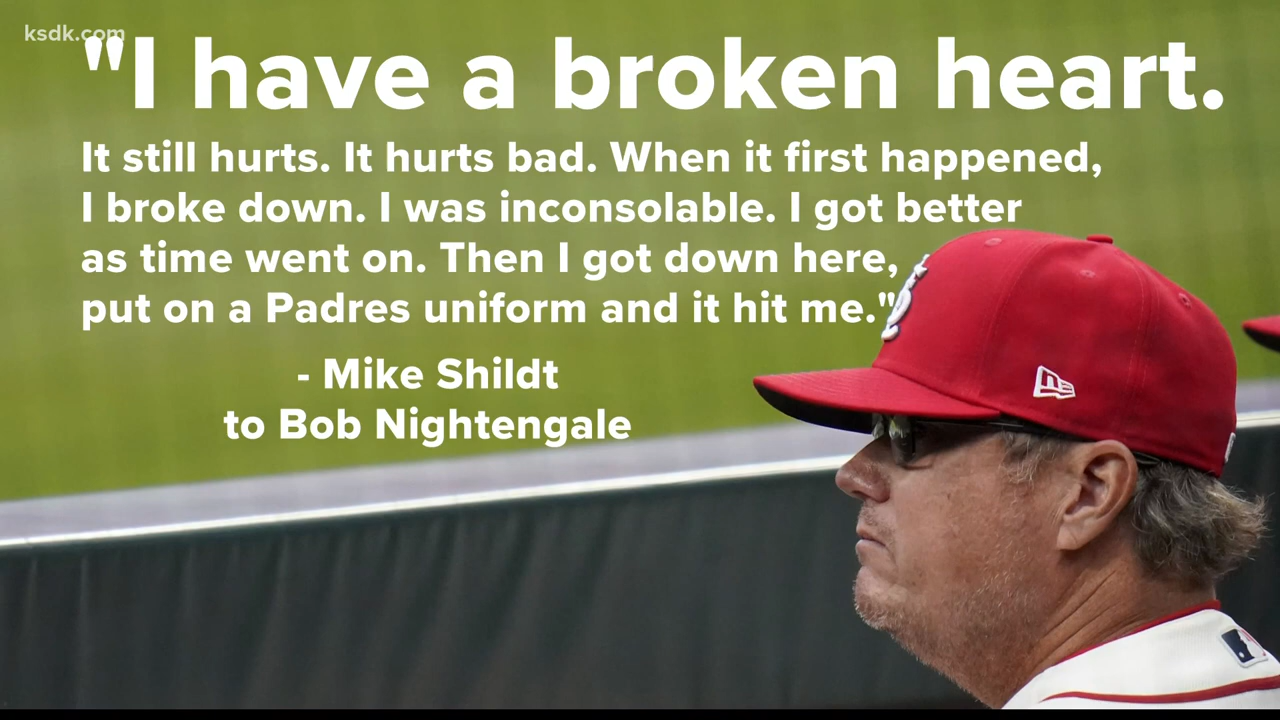 ksdk.com
"I have a broken heart.
It still hurts. It hurts bad. When it first happened,
I broke down. I was inconsolable. I got better
as time went on. Then I got down here,
put on a Padres uniform and it hit me."
- Mike Shildt
to Bob Nightengale
STL
NE